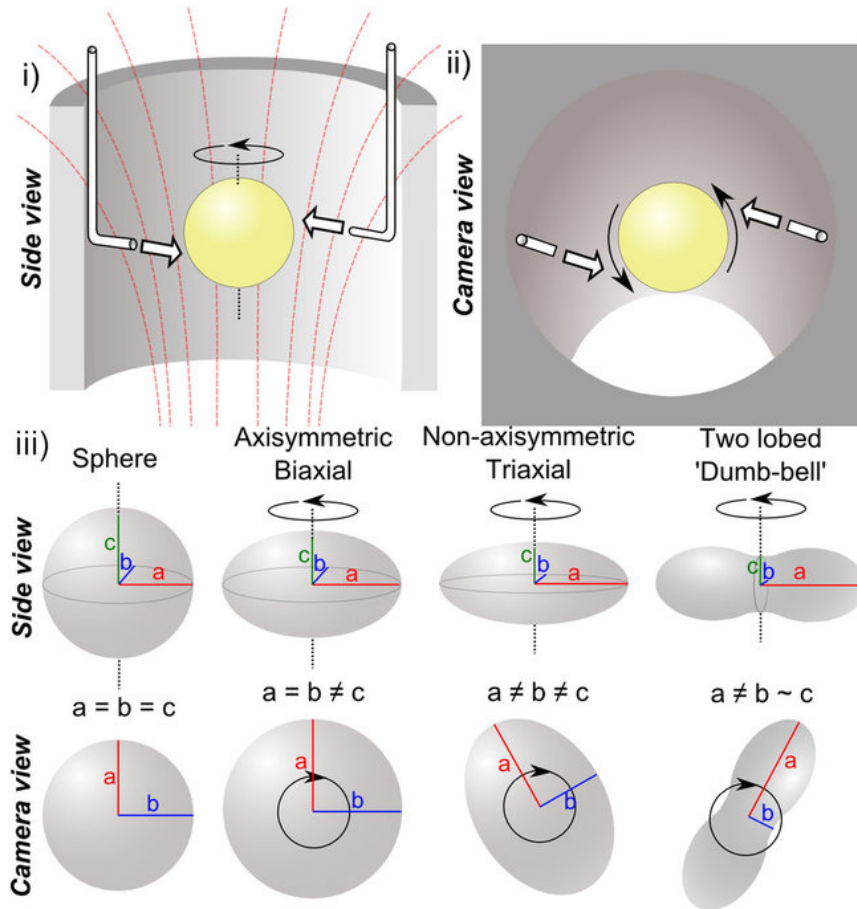 i)
Side view
ii)
Camera view
iii)
Sphere
Axisymmetric
Biaxial
Non-axisymmetric
Triaxial
Two lobed
'Dumb-bell'
Side view
c
b
a
c
b
a
c
b
a
c
b
a
a = b = c
a = b ≠ c
a ≠ b ≠ c
a ≠ b ~ c
Camera view
a
b
a
b
a
b
a
b